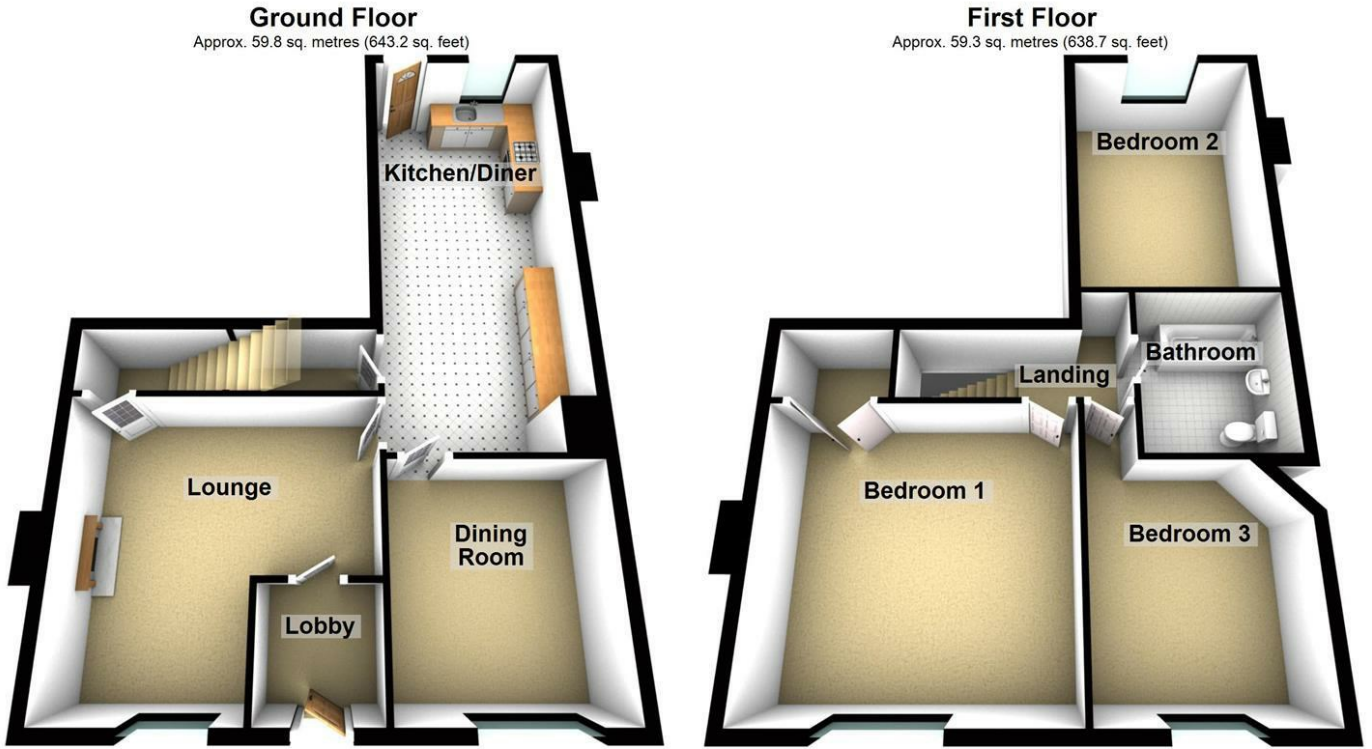 Ground Floor
Approx. 59.8 sq. metres (643.2 sq. feet)
Kitchen/Diner
Lounge
Dining
Room
Lobby
First Floor
Approx. 59.3 sq. metres (638.7 sq. feet)
Bedroom 2
Bathroom
Landing
Bedroom 1
Bedroom 3